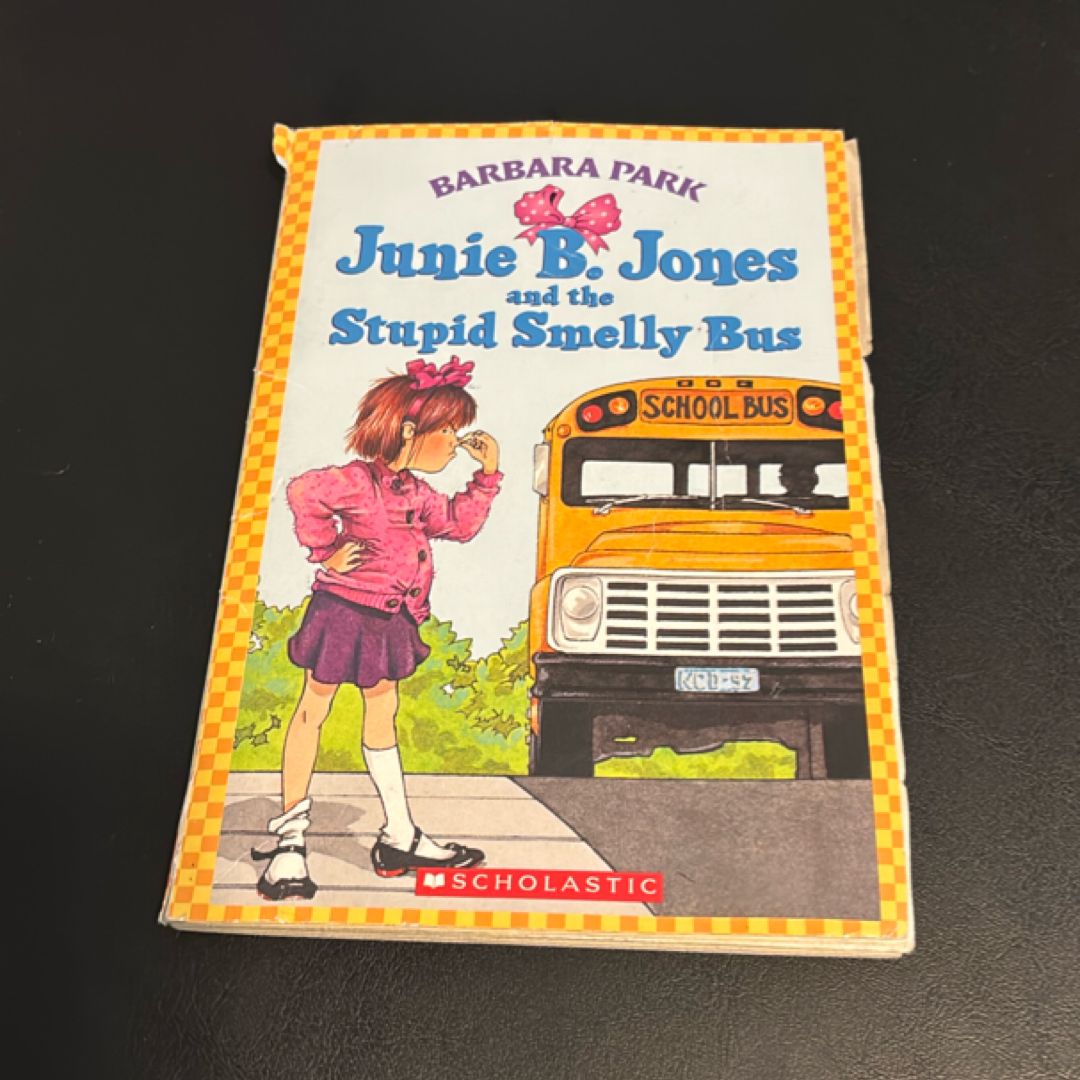 BARBARA PARK
Junie B. Jones
and the
Stupid Smelly Bus
SCHOOL BUS
SCHOLASTIC